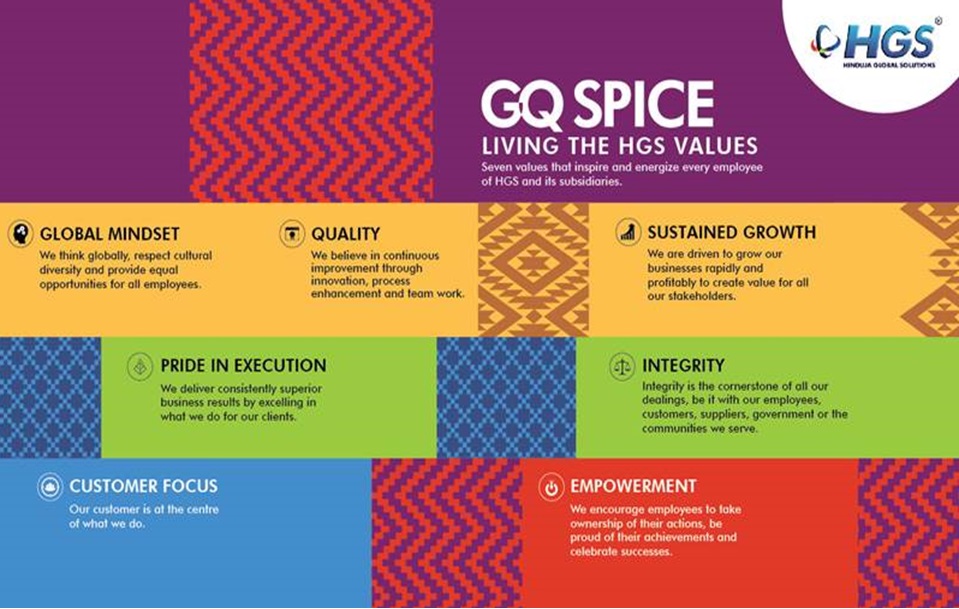 HGS®
HINDUJA GLOBAL SOLUTIONS
GQ SPICE
LIVING THE HGS VALUES
Seven values that inspire and energize every employee
of HGS and its subsidiaries.
GLOBAL MINDSET
We think globally, respect cultural
diversity and provide equal
opportunities for all employees.
QUALITY
We believe in continuous
improvement through
innovation, process
enhancement and team work.
SUSTAINED GROWTH
We are driven to grow our
businesses rapidly and
profitably to create value for all
our stakeholders.
PRIDE IN EXECUTION
We deliver consistently superior
business results by excelling in
what we do for our clients.
INTEGRITY
Integrity is the cornerstone of all our
dealings, be it with our employees,
customers, suppliers, government or the
communities we serve.
CUSTOMER FOCUS
Our customer is at the centre
of what we do.
EMPOWERMENT
We encourage employees to take
ownership of their actions, be
proud of their achievements and
celebrate successes.